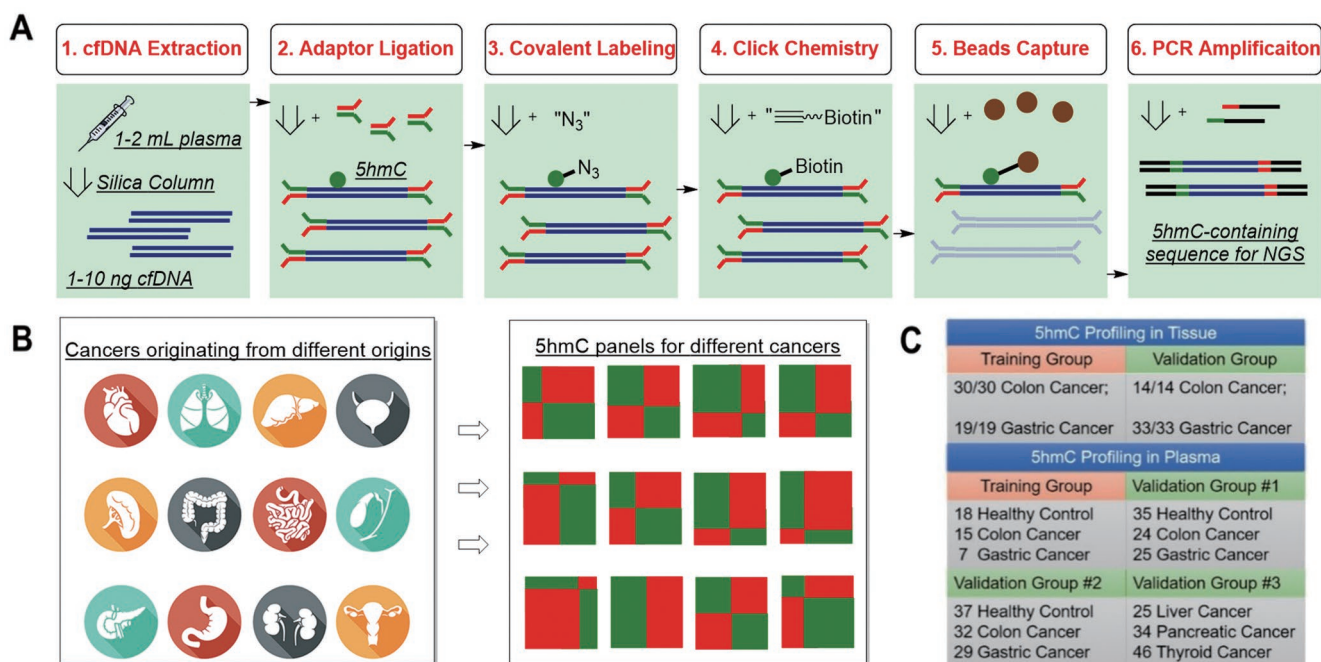 A
1. cfDNA Extraction
2. Adaptor Ligation
3. Covalent Labeling
4. Click Chemistry
5. Beads Capture
6. PCR Amplificaiton
1-2 mL plasma
Silica Column
1-10 ng cfDNA
+
5hmC
+ "N₃"
N₃
+ "~Biotin"
Biotin
+
+
5hmC-containing
sequence for NGS
B
Cancers originating from different origins
5hmC panels for different cancers
C
5hmC Profiling in Tissue
Training Group
Validation Group
30/30 Colon Cancer;
14/14 Colon Cancer;
19/19 Gastric Cancer
33/33 Gastric Cancer
5hmC Profiling in Plasma
Training Group
Validation Group #1
18 Healthy Control
35 Healthy Control
15 Colon Cancer
24 Colon Cancer
7 Gastric Cancer
25 Gastric Cancer
Validation Group #2
Validation Group #3
37 Healthy Control
25 Liver Cancer
32 Colon Cancer
34 Pancreatic Cancer
29 Gastric Cancer
46 Thyroid Cancer